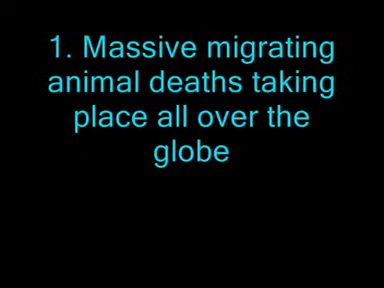 1. Massive migrating
animal deaths taking
place all over the
globe